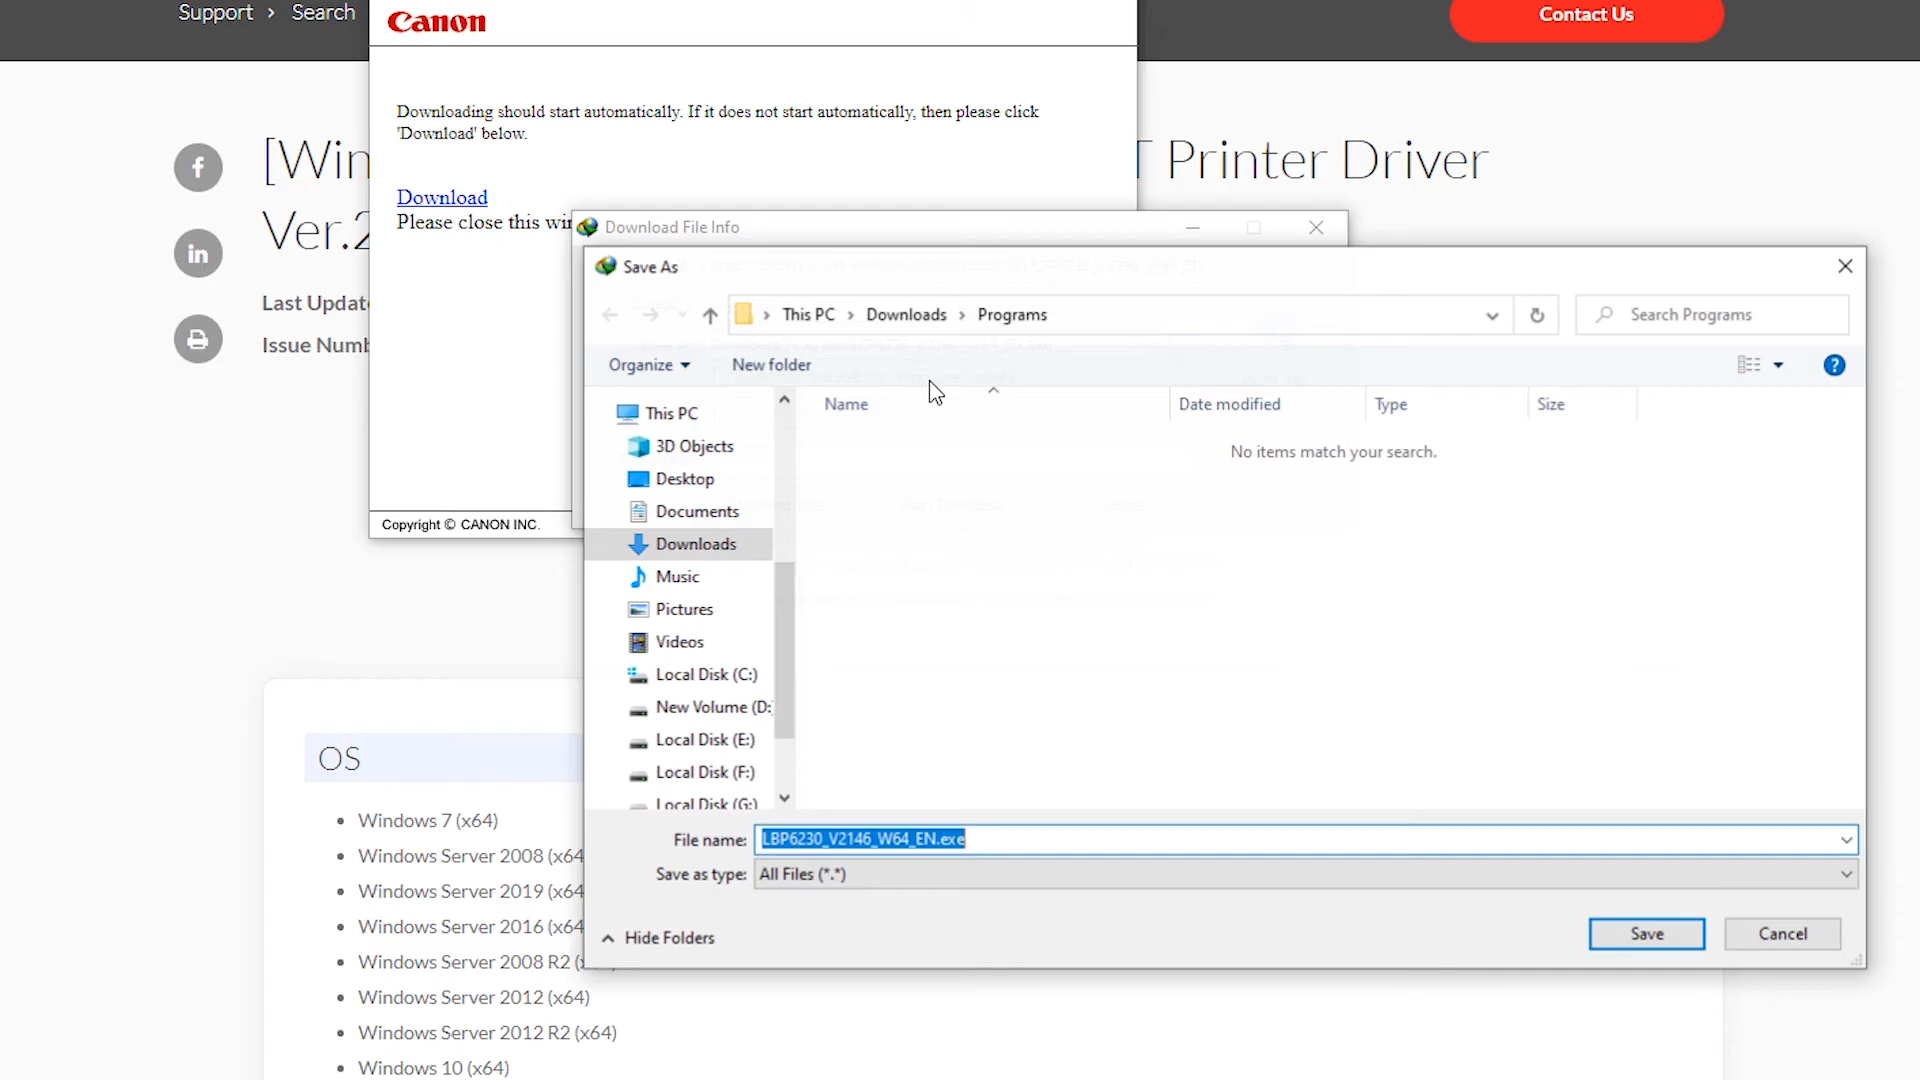 Support > Search
Contact Us
Canon
Downloading should start automatically. If it does not start automatically, then please click
'Download' below.
[Win
T Printer Driver
Ver.2
Download
Please close this win
Last Update
Issue Numb
Copyright © CANON INC.
Download File Info
Save As
This PC > Downloads > Programs
Search Programs
Organize
New folder
Name
Date modified
Type
Size
No items match your search.
This PC
3D Objects
Desktop
Documents
Downloads
Music
Pictures
Videos
Local Disk (C:)
New Volume (D:)
Local Disk (E:)
Local Disk (F:)
Local Disk (G:)
File name: LBP6230_V2146_W64_EN.exe
Save as type: All Files (*.*)
Hide Folders
Save
Cancel
OS
Windows 7 (x64)
Windows Server 2008 (x64
Windows Server 2019 (x64
Windows Server 2016 (x64
Windows Server 2008 R2 (x
Windows Server 2012 (x64)
Windows Server 2012 R2 (x64)
Windows 10 (x64)